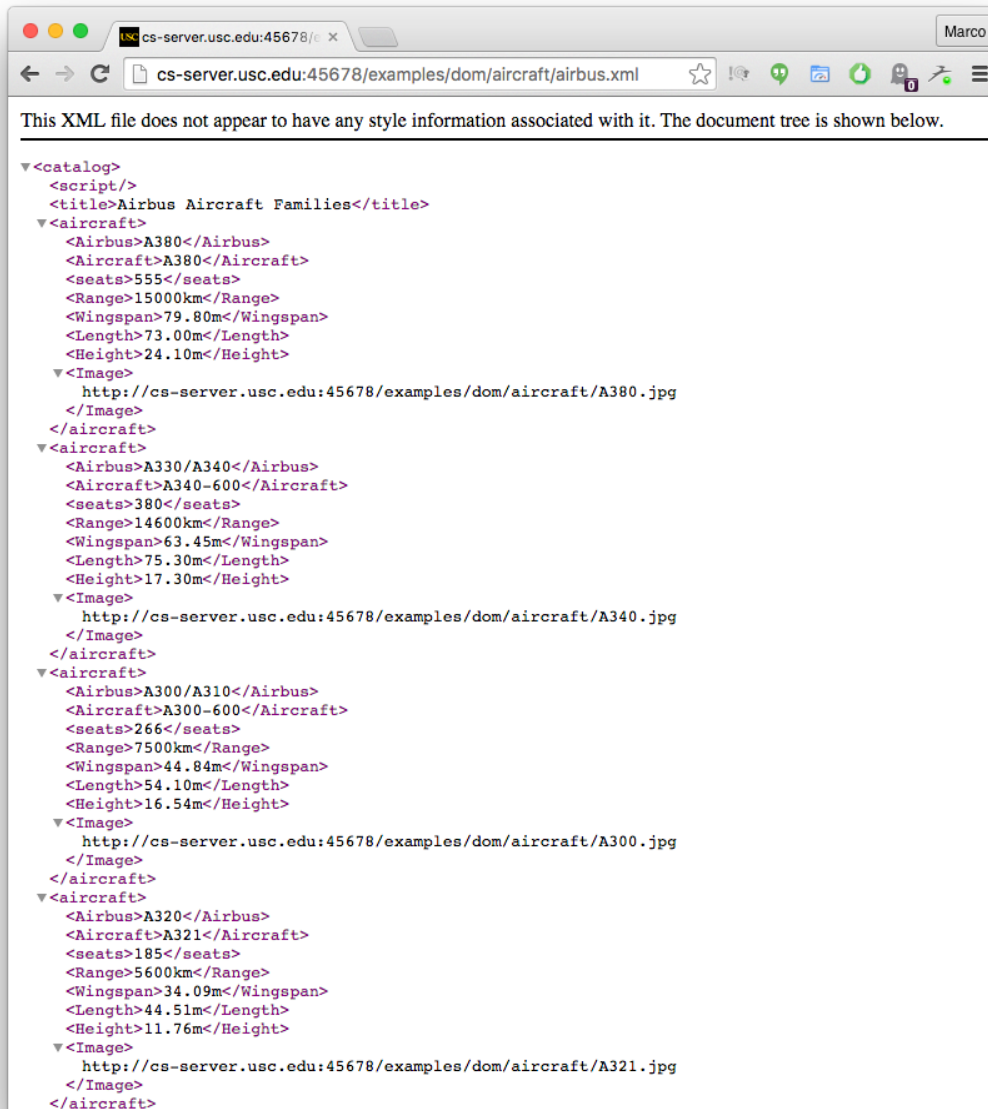 USC cs-server.usc.edu:45678/e ×
Marco
cs-server.usc.edu:45678/examples/dom/aircraft/airbus.xml
0
This XML file does not appear to have any style information associated with it. The document tree is shown below.
▼<catalog>
<script/>
<title>Airbus Aircraft Families</title>
▼<aircraft>
<Airbus>A380</Airbus>
<Aircraft>A380</Aircraft>
<seats>555</seats>
<Range>15000km</Range>
<Wingspan>79.80m</Wingspan>
<Length>73.00m</Length>
<Height>24.10m</Height>
▼<Image>
http://cs-server.usc.edu:45678/examples/dom/aircraft/A380.jpg
</Image>
</aircraft>
▼<aircraft>
<Airbus>A330/A340</Airbus>
<Aircraft>A340-600</Aircraft>
<seats>380</seats>
<Range>14600km</Range>
<Wingspan>63.45m</Wingspan>
<Length>75.30m</Length>
<Height>17.30m</Height>
▼<Image>
http://cs-server.usc.edu:45678/examples/dom/aircraft/A340.jpg
</Image>
</aircraft>
▼<aircraft>
<Airbus>A300/A310</Airbus>
<Aircraft>A300-600</Aircraft>
<seats>266</seats>
<Range>7500km</Range>
<Wingspan>44.84m</Wingspan>
<Length>54.10m</Length>
<Height>16.54m</Height>
▼<Image>
http://cs-server.usc.edu:45678/examples/dom/aircraft/A300.jpg
</Image>
</aircraft>
▼<aircraft>
<Airbus>A320</Airbus>
<Aircraft>A321</Aircraft>
<seats>185</seats>
<Range>5600km</Range>
<Wingspan>34.09m</Wingspan>
<Length>44.51m</Length>
<Height>11.76m</Height>
▼<Image>
http://cs-server.usc.edu:45678/examples/dom/aircraft/A321.jpg
</Image>
</aircraft>